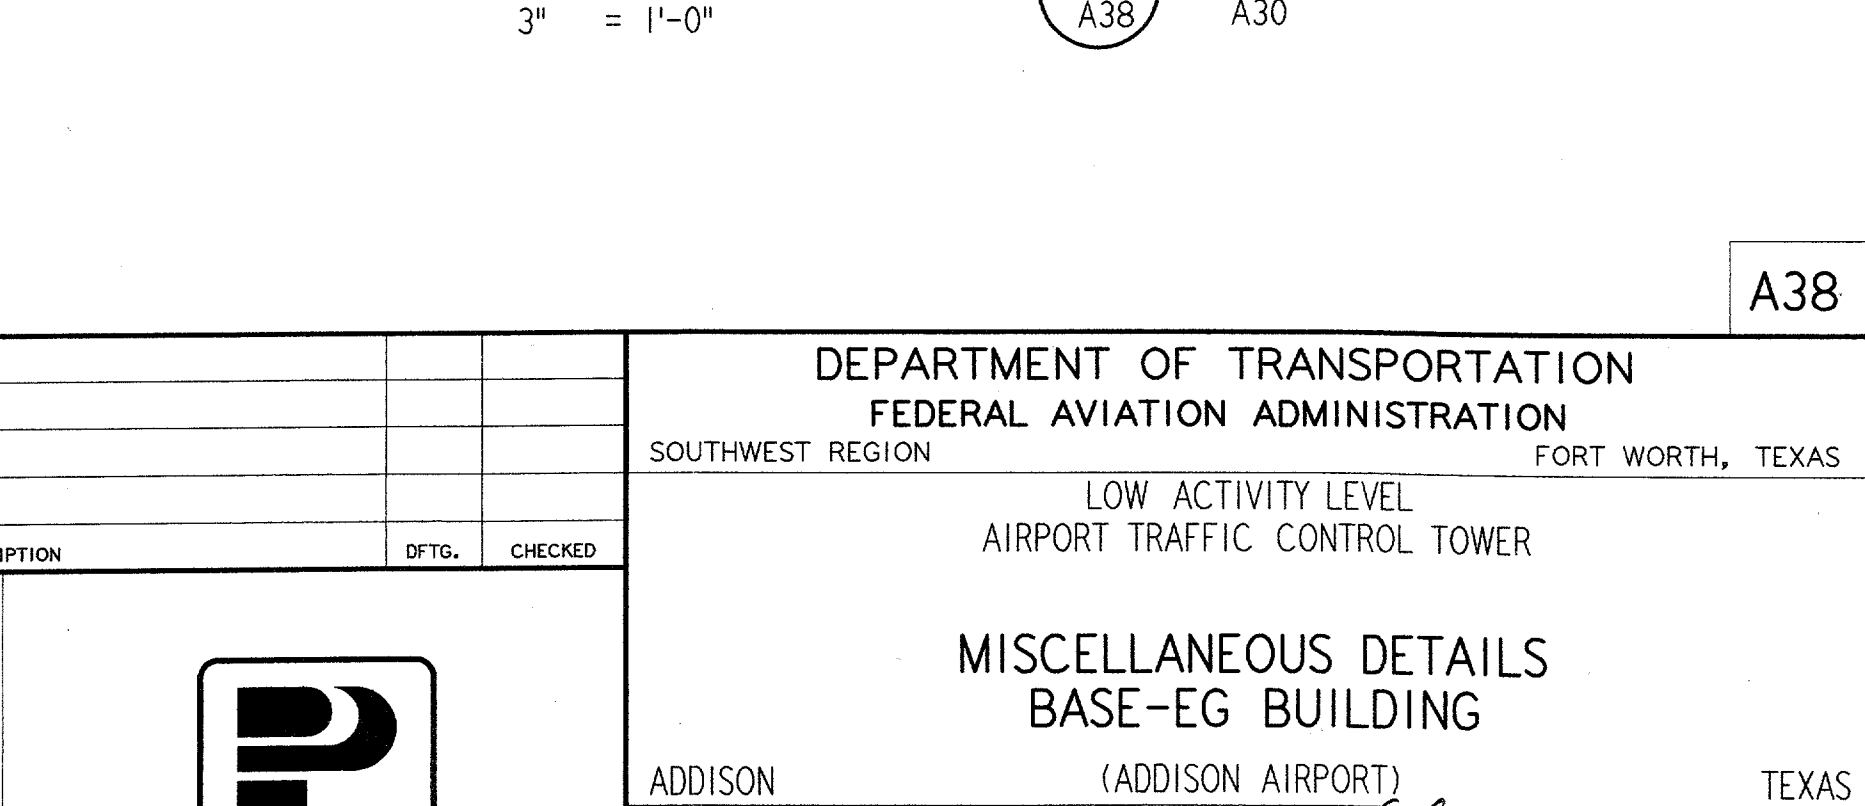 3" = 1'-0" A38 A30
A38
DEPARTMENT OF TRANSPORTATION
FEDERAL AVIATION ADMINISTRATION
SOUTHWEST REGION FORT WORTH, TEXAS
LOW ACTIVITY LEVEL
AIRPORT TRAFFIC CONTROL TOWER
IPTION DFTG. CHECKED
MISCELLANEOUS DETAILS
BASE-EG BUILDING
ADDISON (ADDISON AIRPORT) TEXAS